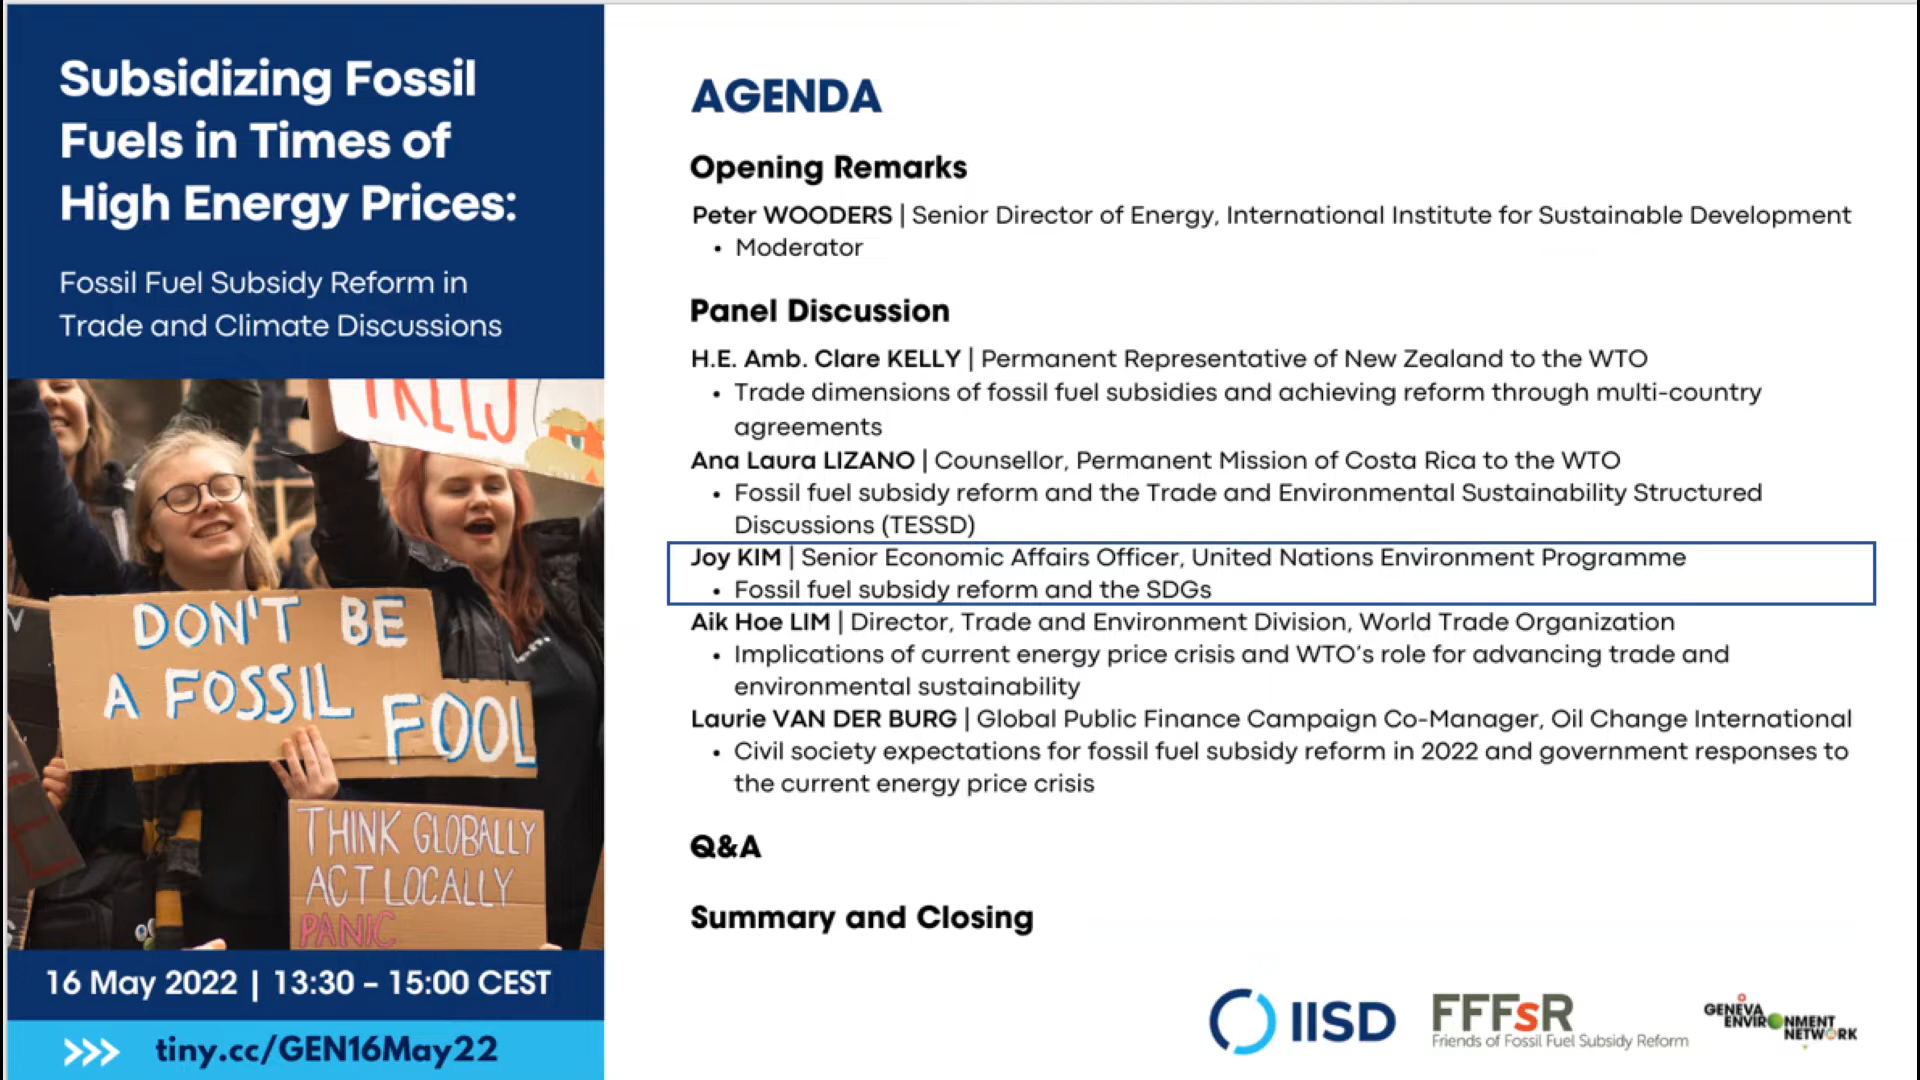 Subsidizing Fossil
Fuels in Times of
High Energy Prices:
Fossil Fuel Subsidy Reform in
Trade and Climate Discussions
DON'T BE
A FOSSIL
FOOL
THINK GLOBALLY
ACT LOCALLY
PANIC
16 May 2022 | 13:30 – 15:00 CEST
>>> tiny.cc/GEN16May22
AGENDA
Opening Remarks
Peter WOODERS | Senior Director of Energy, International Institute for Sustainable Development
• Moderator
Panel Discussion
H.E. Amb. Clare KELLY | Permanent Representative of New Zealand to the WTO
• Trade dimensions of fossil fuel subsidies and achieving reform through multi-country
agreements
Ana Laura LIZANO | Counsellor, Permanent Mission of Costa Rica to the WTO
• Fossil fuel subsidy reform and the Trade and Environmental Sustainability Structured
Discussions (TESSD)
Joy KIM | Senior Economic Affairs Officer, United Nations Environment Programme
• Fossil fuel subsidy reform and the SDGs
Aik Hoe LIM | Director, Trade and Environment Division, World Trade Organization
• Implications of current energy price crisis and WTO's role for advancing trade and
environmental sustainability
Laurie VAN DER BURG | Global Public Finance Campaign Co-Manager, Oil Change International
• Civil society expectations for fossil fuel subsidy reform in 2022 and government responses to
the current energy price crisis
Q&A
Summary and Closing
IISD
FFFsR
Friends of Fossil Fuel Subsidy Reform
GENEVA
ENVIRONMENT
NETWORK